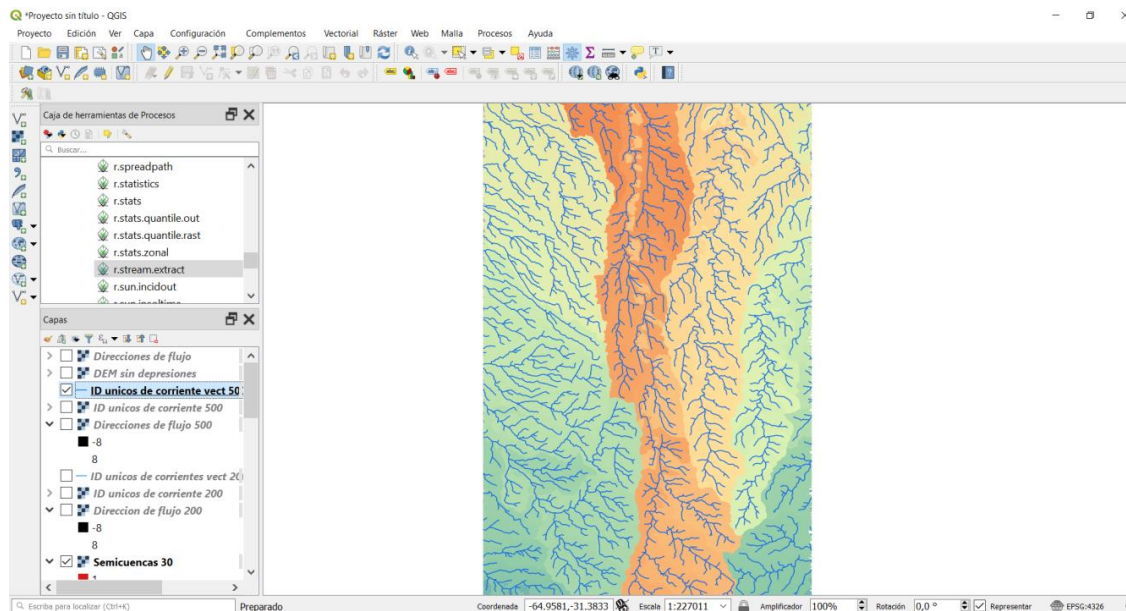 *Proyecto sin título - QGIS
Proyecto Edición Ver Capa Configuración Complementos Vectorial Ráster Web Malla Procesos Ayuda
Caja de herramientas de Procesos
Buscar...
r.spreadpath
r.statistics
r.stats
r.stats.quantile.out
r.stats.quantile.rast
r.stats.zonal
r.stream.extract
r.sun.incidout
r.sun.insoltime
Capas
Direcciones de flujo
DEM sin depresiones
ID unicos de corriente vect 50
ID unicos de corriente 500
Direcciones de flujo 500
-8
8
ID unicos de corrientes vect 20
ID unicos de corriente 200
Direccion de flujo 200
-8
8
Semicuencas 30
1
Escriba para localizar (Ctrl+K) Preparado Coordenada -64.9581,-31.3833 Escala 1:227011 Amplificador 100% Rotación 0,0 ° Representar EPSG:4326